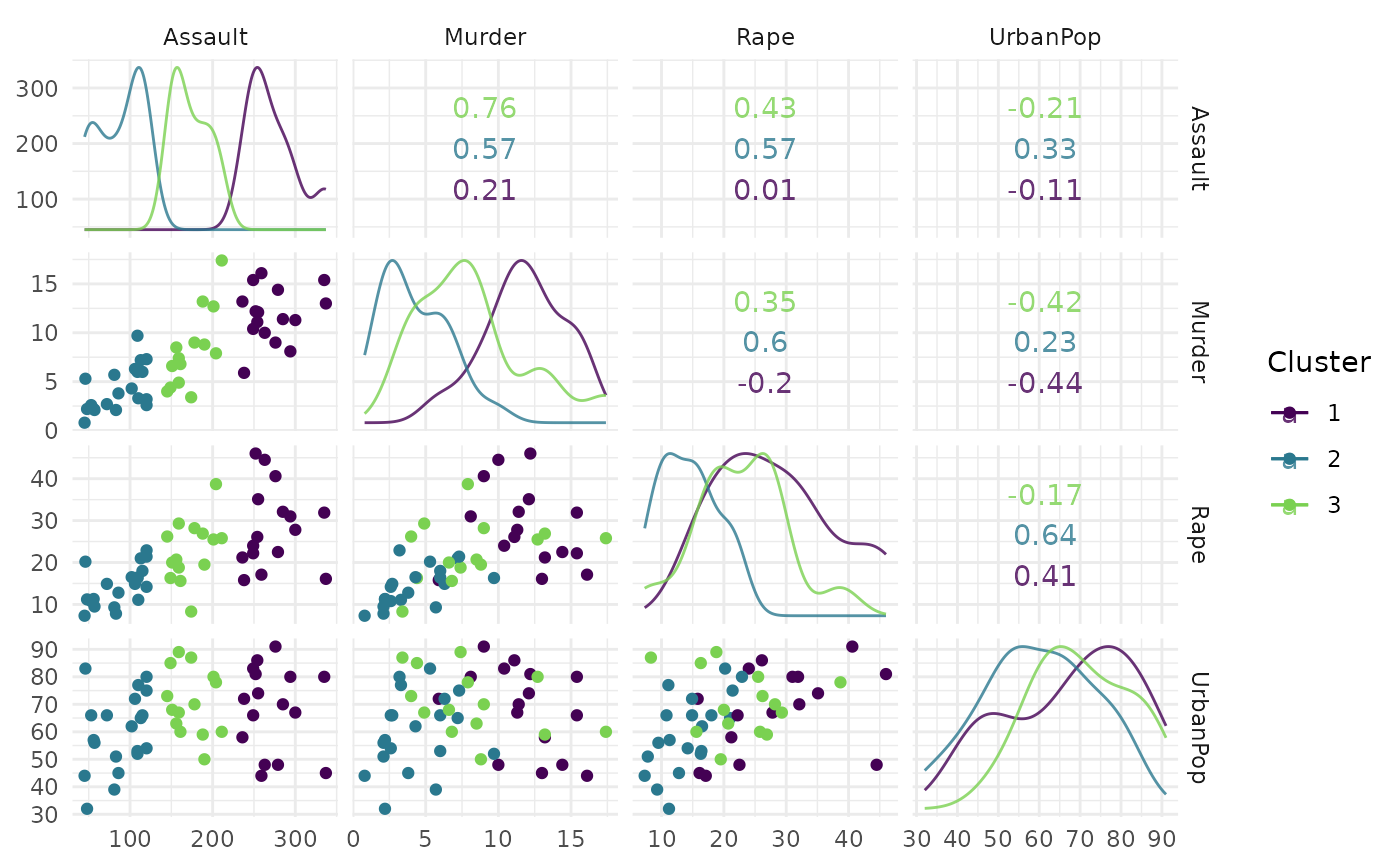 Assault Murder Rape UrbanPop
300
200
100
0.76 0.43 -0.21
0.57 0.57 0.33
0.21 0.01 -0.11
Assault
15
10
5
0
0.35 -0.42
0.6 0.23
-0.2 -0.44
Murder
40
30
20
10
-0.17
0.64
0.41
Rape
90
80
70
60
50
40
30
UrbanPop
100 200 300 0 5 10 15 10 20 30 40 30 40 50 60 70 80 90
Cluster
a 1
a 2
a 3